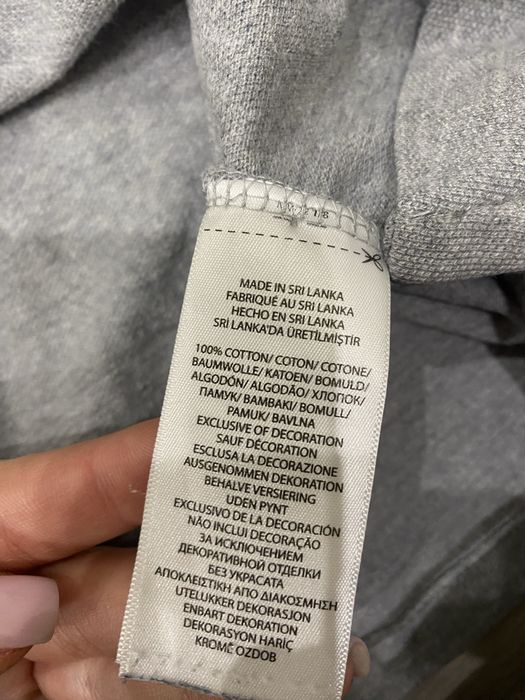 MADE IN SRI LANKA
FABRIQUÉ AU SRI LANKA
HECHO EN SRI LANKA
SRİ LANKA'DA ÜRETİLMİŞTİR
100% COTTON/ COTON/ COTONE/
BAUMWOLLE/ KATOEN/ BOMULD/
ALGODÓN/ ALGODÃO/ ХЛОПОК/
ПАМУК/ BAMBAKI/ BOMULL/
PAMUK/ BAVLNA
EXCLUSIVE OF DECORATION
SAUF DÉCORATION
ESCLUSA LA DECORAZIONE
AUSGENOMMEN DEKORATION
BEHALVE VERSIERING
UDEN PYNT
EXCLUSIVO DE LA DECORACIÓN
NÃO INCLUI DECORAÇÃO
ЗА ИСКЛЮЧЕНИЕМ
ДЕКОРАТИВНОЙ ОТДЕЛКИ
БЕЗ УКРАСАТА
ΑΠΟΚΛΕΙΣΤΙΚΗ ΑΠΟ ΔΙΑΚΟΣΜΗΣΗ
UTELUKKER DEKORASJON
ENBART DEKORATION
DEKORASYON HARİÇ
KROMĚ OZDOB